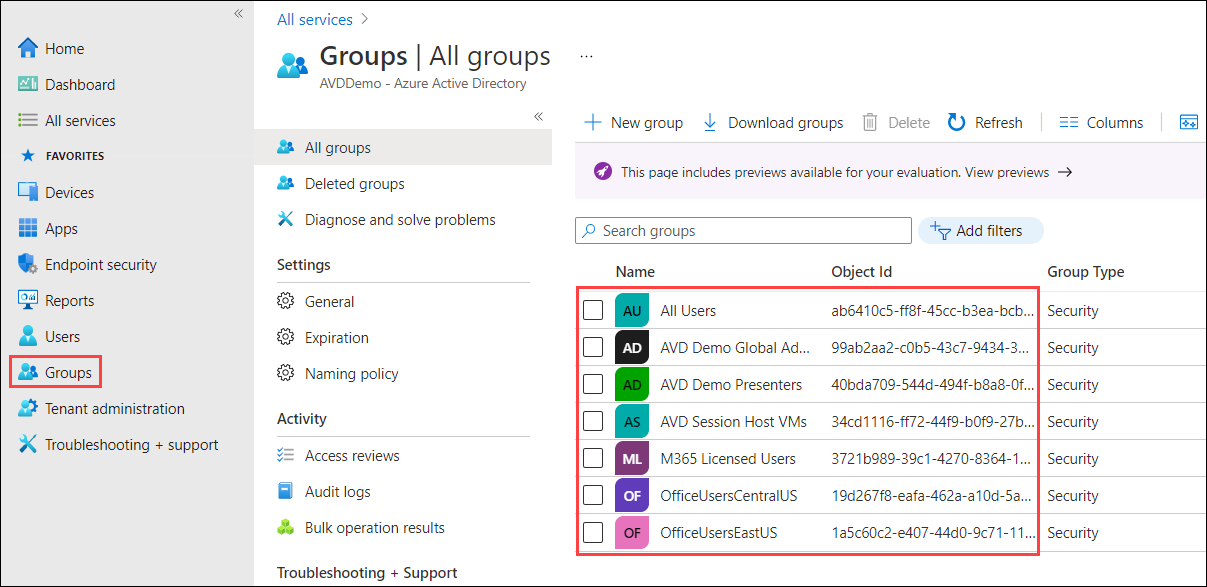 «
Home
Dashboard
All services
FAVORITES
Devices
Apps
Endpoint security
Reports
Users
Groups
Tenant administration
Troubleshooting + support
All services >
Groups | All groups ...
AVDDemo - Azure Active Directory
«
All groups
Deleted groups
Diagnose and solve problems
Settings
General
Expiration
Naming policy
Activity
Access reviews
Audit logs
Bulk operation results
Troubleshooting + Support
New group Download groups Delete Refresh Columns
This page includes previews available for your evaluation. View previews →
Search groups Add filters
Name Object Id Group Type
AU All Users ab6410c5-ff8f-45cc-b3ea-bcb... Security
AD AVD Demo Global Ad... 99ab2aa2-c0b5-43c7-9434-3... Security
AD AVD Demo Presenters 40bda709-544d-494f-b8a8-0f... Security
AS AVD Session Host VMs 34cd1116-ff72-44f9-b0f9-27b... Security
ML M365 Licensed Users 3721b989-39c1-4270-8364-1... Security
OF OfficeUsersCentralUS 19d267f8-eafa-462a-a10d-5a... Security
OF OfficeUsersEastUS 1a5c60c2-e407-44d0-9c71-11... Security